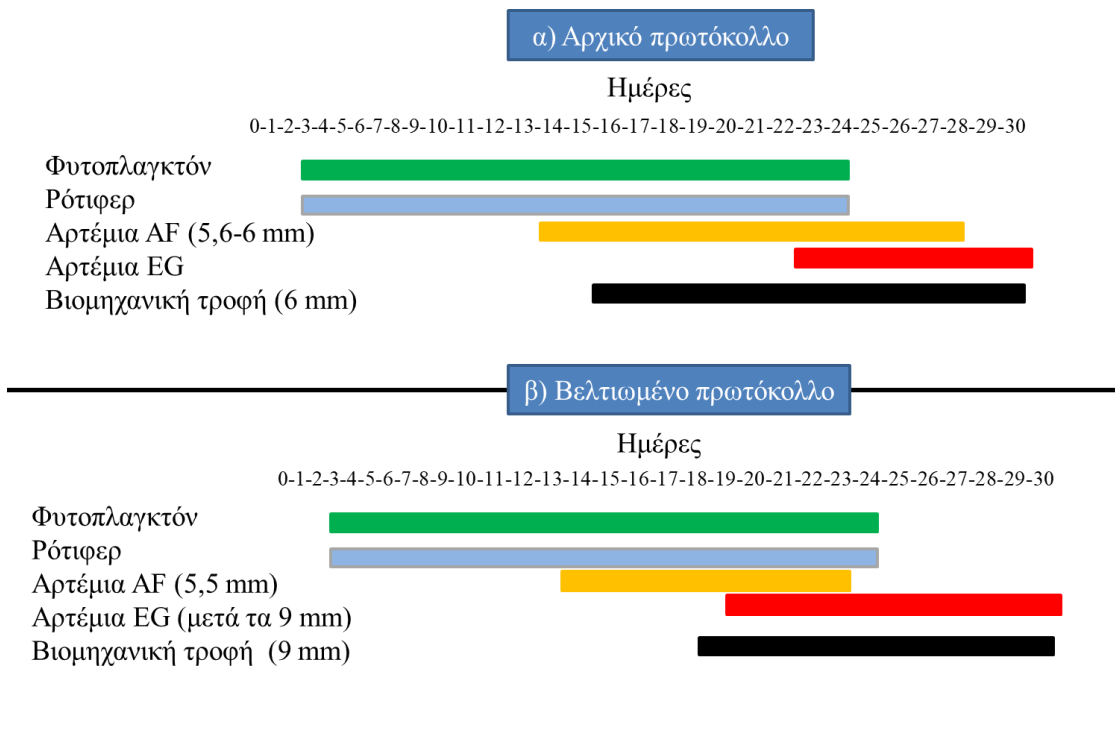 α) Αρχικό πρωτόκολλο
Ημέρες
0-1-2-3-4-5-6-7-8-9-10-11-12-13-14-15-16-17-18-19-20-21-22-23-24-25-26-27-28-29-30
Φυτοπλαγκτόν
Ρότιφερ
Αρτέμια AF (5,6-6 mm)
Αρτέμια EG
Βιομηχανική τροφή (6 mm)
β) Βελτιωμένο πρωτόκολλο
Ημέρες
0-1-2-3-4-5-6-7-8-9-10-11-12-13-14-15-16-17-18-19-20-21-22-23-24-25-26-27-28-29-30
Φυτοπλαγκτόν
Ρότιφερ
Αρτέμια AF (5,5 mm)
Αρτέμια EG (μετά τα 9 mm)
Βιομηχανική τροφή (9 mm)